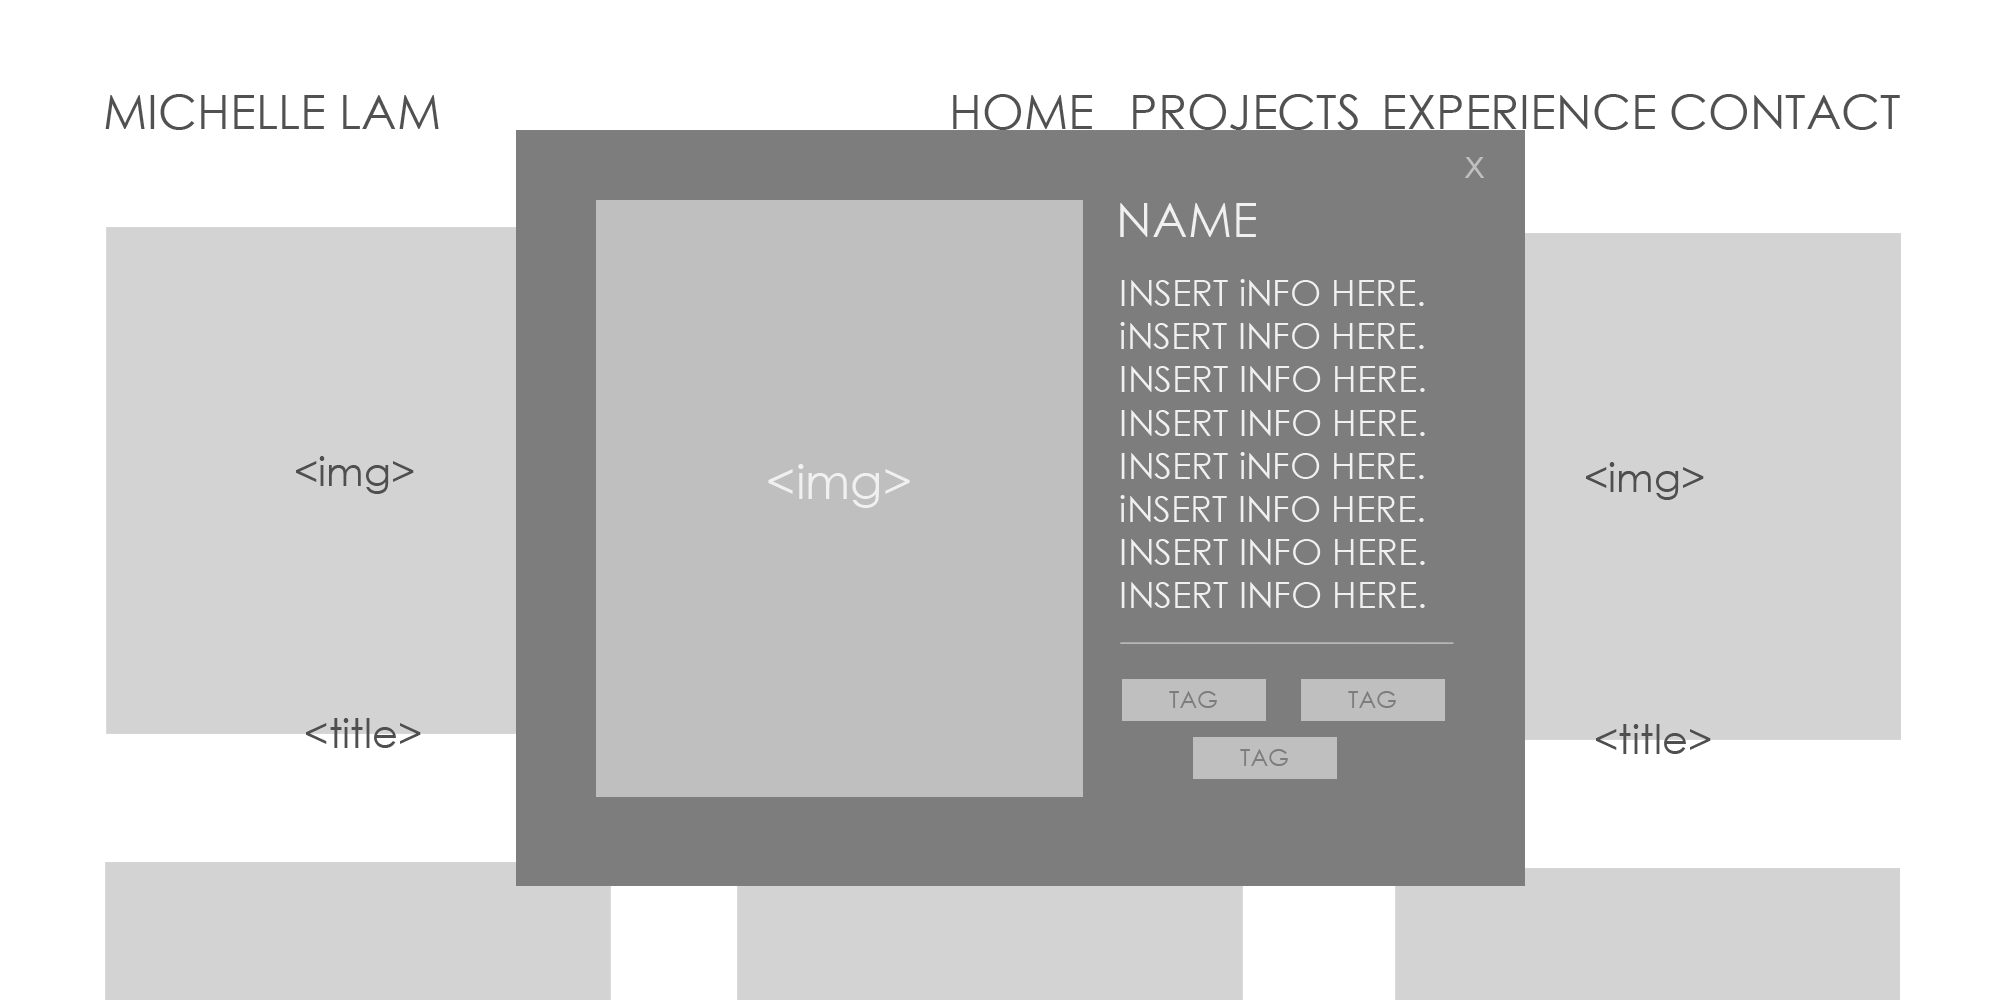 MICHELLE LAM
HOME PROJECTS EXPERIENCE CONTACT
X
NAME
INSERT iNFO HERE.
iNSERT INFO HERE.
INSERT INFO HERE.
INSERT INFO HERE.
INSERT iNFO HERE.
iNSERT INFO HERE.
INSERT INFO HERE.
INSERT INFO HERE.
TAG TAG
TAG
<img>
<img>
<img>
<title>
<title>